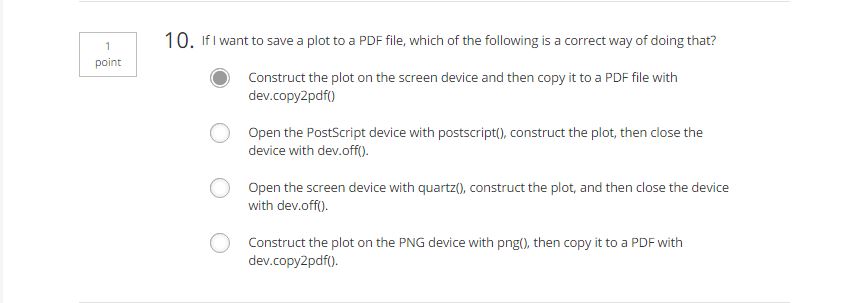 1
point
10. If I want to save a plot to a PDF file, which of the following is a correct way of doing that?
Construct the plot on the screen device and then copy it to a PDF file with
dev.copy2pdf()
Open the PostScript device with postscript(), construct the plot, then close the
device with dev.off().
Open the screen device with quartz(), construct the plot, and then close the device
with dev.off().
Construct the plot on the PNG device with png(), then copy it to a PDF with
dev.copy2pdf().